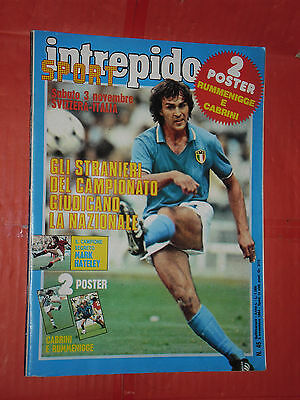 intrepido
SPORT
Sabato 3 novembre
SVIZZERA-ITALIA
2
POSTER
RUMMENIGGE
E
CABRINI
GLI STRANIERI
DEL CAMPIONATO
GIUDICANO
LA NAZIONALE
IL CAMPIONE
SEGRETO
MARK
HATELEY
2
POSTER
CABRINI
E RUMMENIGGE
N. 45